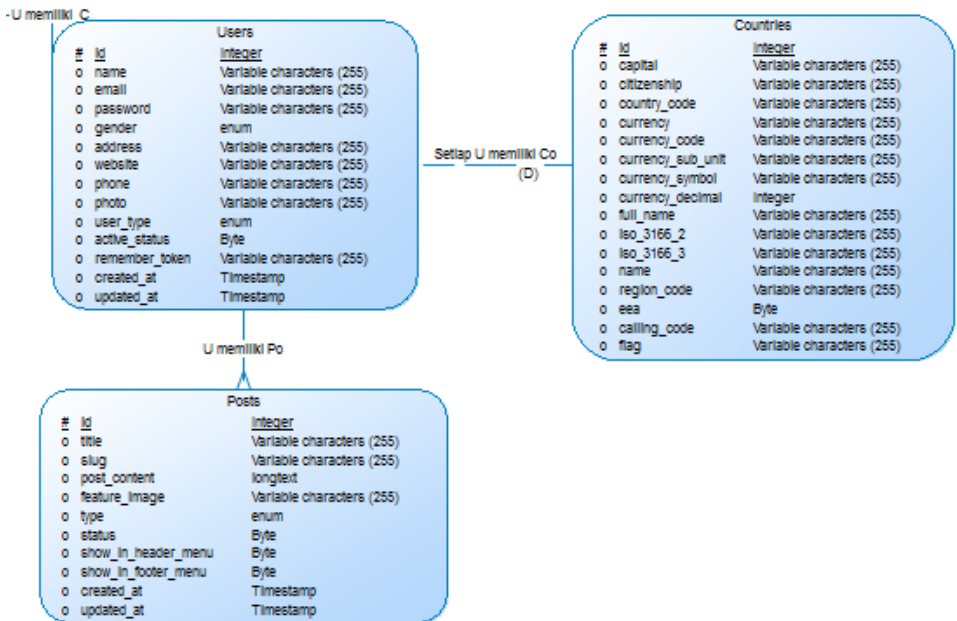 U memiliki C
Users
# Id Integer
o name Variable characters (255)
o email Variable characters (255)
o password Variable characters (255)
o gender enum
o address Variable characters (255)
o website Variable characters (255)
o phone Variable characters (255)
o photo Variable characters (255)
o user_type enum
o active_status Byte
o remember_token Variable characters (255)
o created_at Timestamp
o updated_at Timestamp
Setiap U memiliki Co
(D)
Countries
# Id Integer
o capital Variable characters (255)
o citizenship Variable characters (255)
o country_code Variable characters (255)
o currency Variable characters (255)
o currency_code Variable characters (255)
o currency_sub_unit Variable characters (255)
o currency_symbol Variable characters (255)
o currency_decimal Integer
o full_name Variable characters (255)
o iso_3166_2 Variable characters (255)
o iso_3166_3 Variable characters (255)
o name Variable characters (255)
o region_code Variable characters (255)
o eea Byte
o calling_code Variable characters (255)
o flag Variable characters (255)
U memiliki Po
Posts
# Id Integer
o title Variable characters (255)
o slug Variable characters (255)
o post_content longtext
o feature_image Variable characters (255)
o type enum
o status Byte
o show_in_header_menu Byte
o show_in_footer_menu Byte
o created_at Timestamp
o updated_at Timestamp